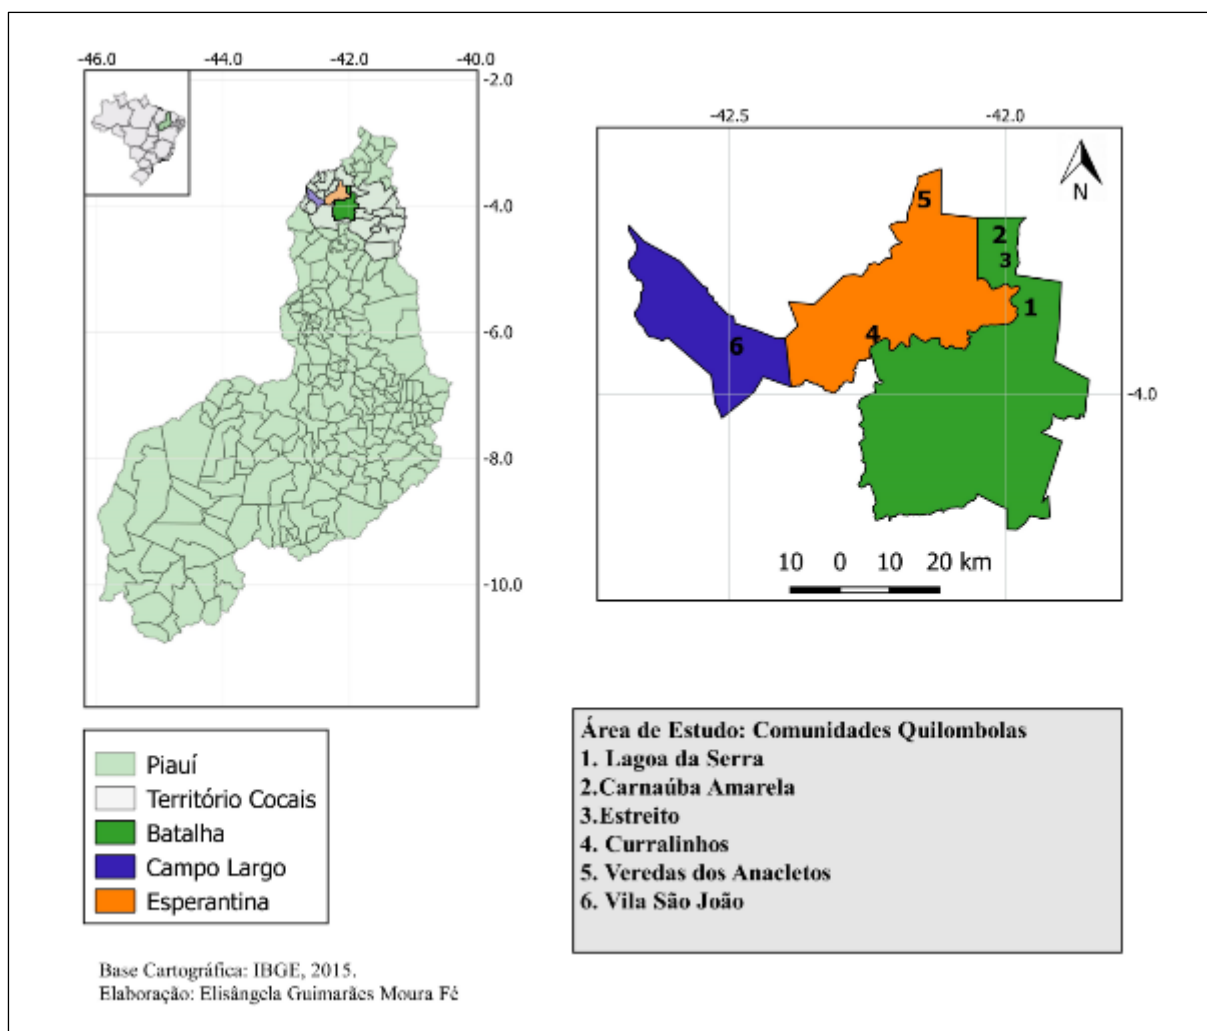 -46.0 -44.0 -42.0 -40.0
-2.0
-4.0
-6.0
-8.0
-10.0
-42.5 -42.0
N
5
2
3
1
4
6
-4.0
10 0 10 20 km
Piauí
Território Cocais
Batalha
Campo Largo
Esperantina
Área de Estudo: Comunidades Quilombolas
1. Lagoa da Serra
2.Carnaúba Amarela
3.Estreito
4. Curralinhos
5. Veredas dos Anacletos
6. Vila São João
Base Cartográfica: IBGE, 2015.
Elaboração: Elisângela Guimarães Moura Fé